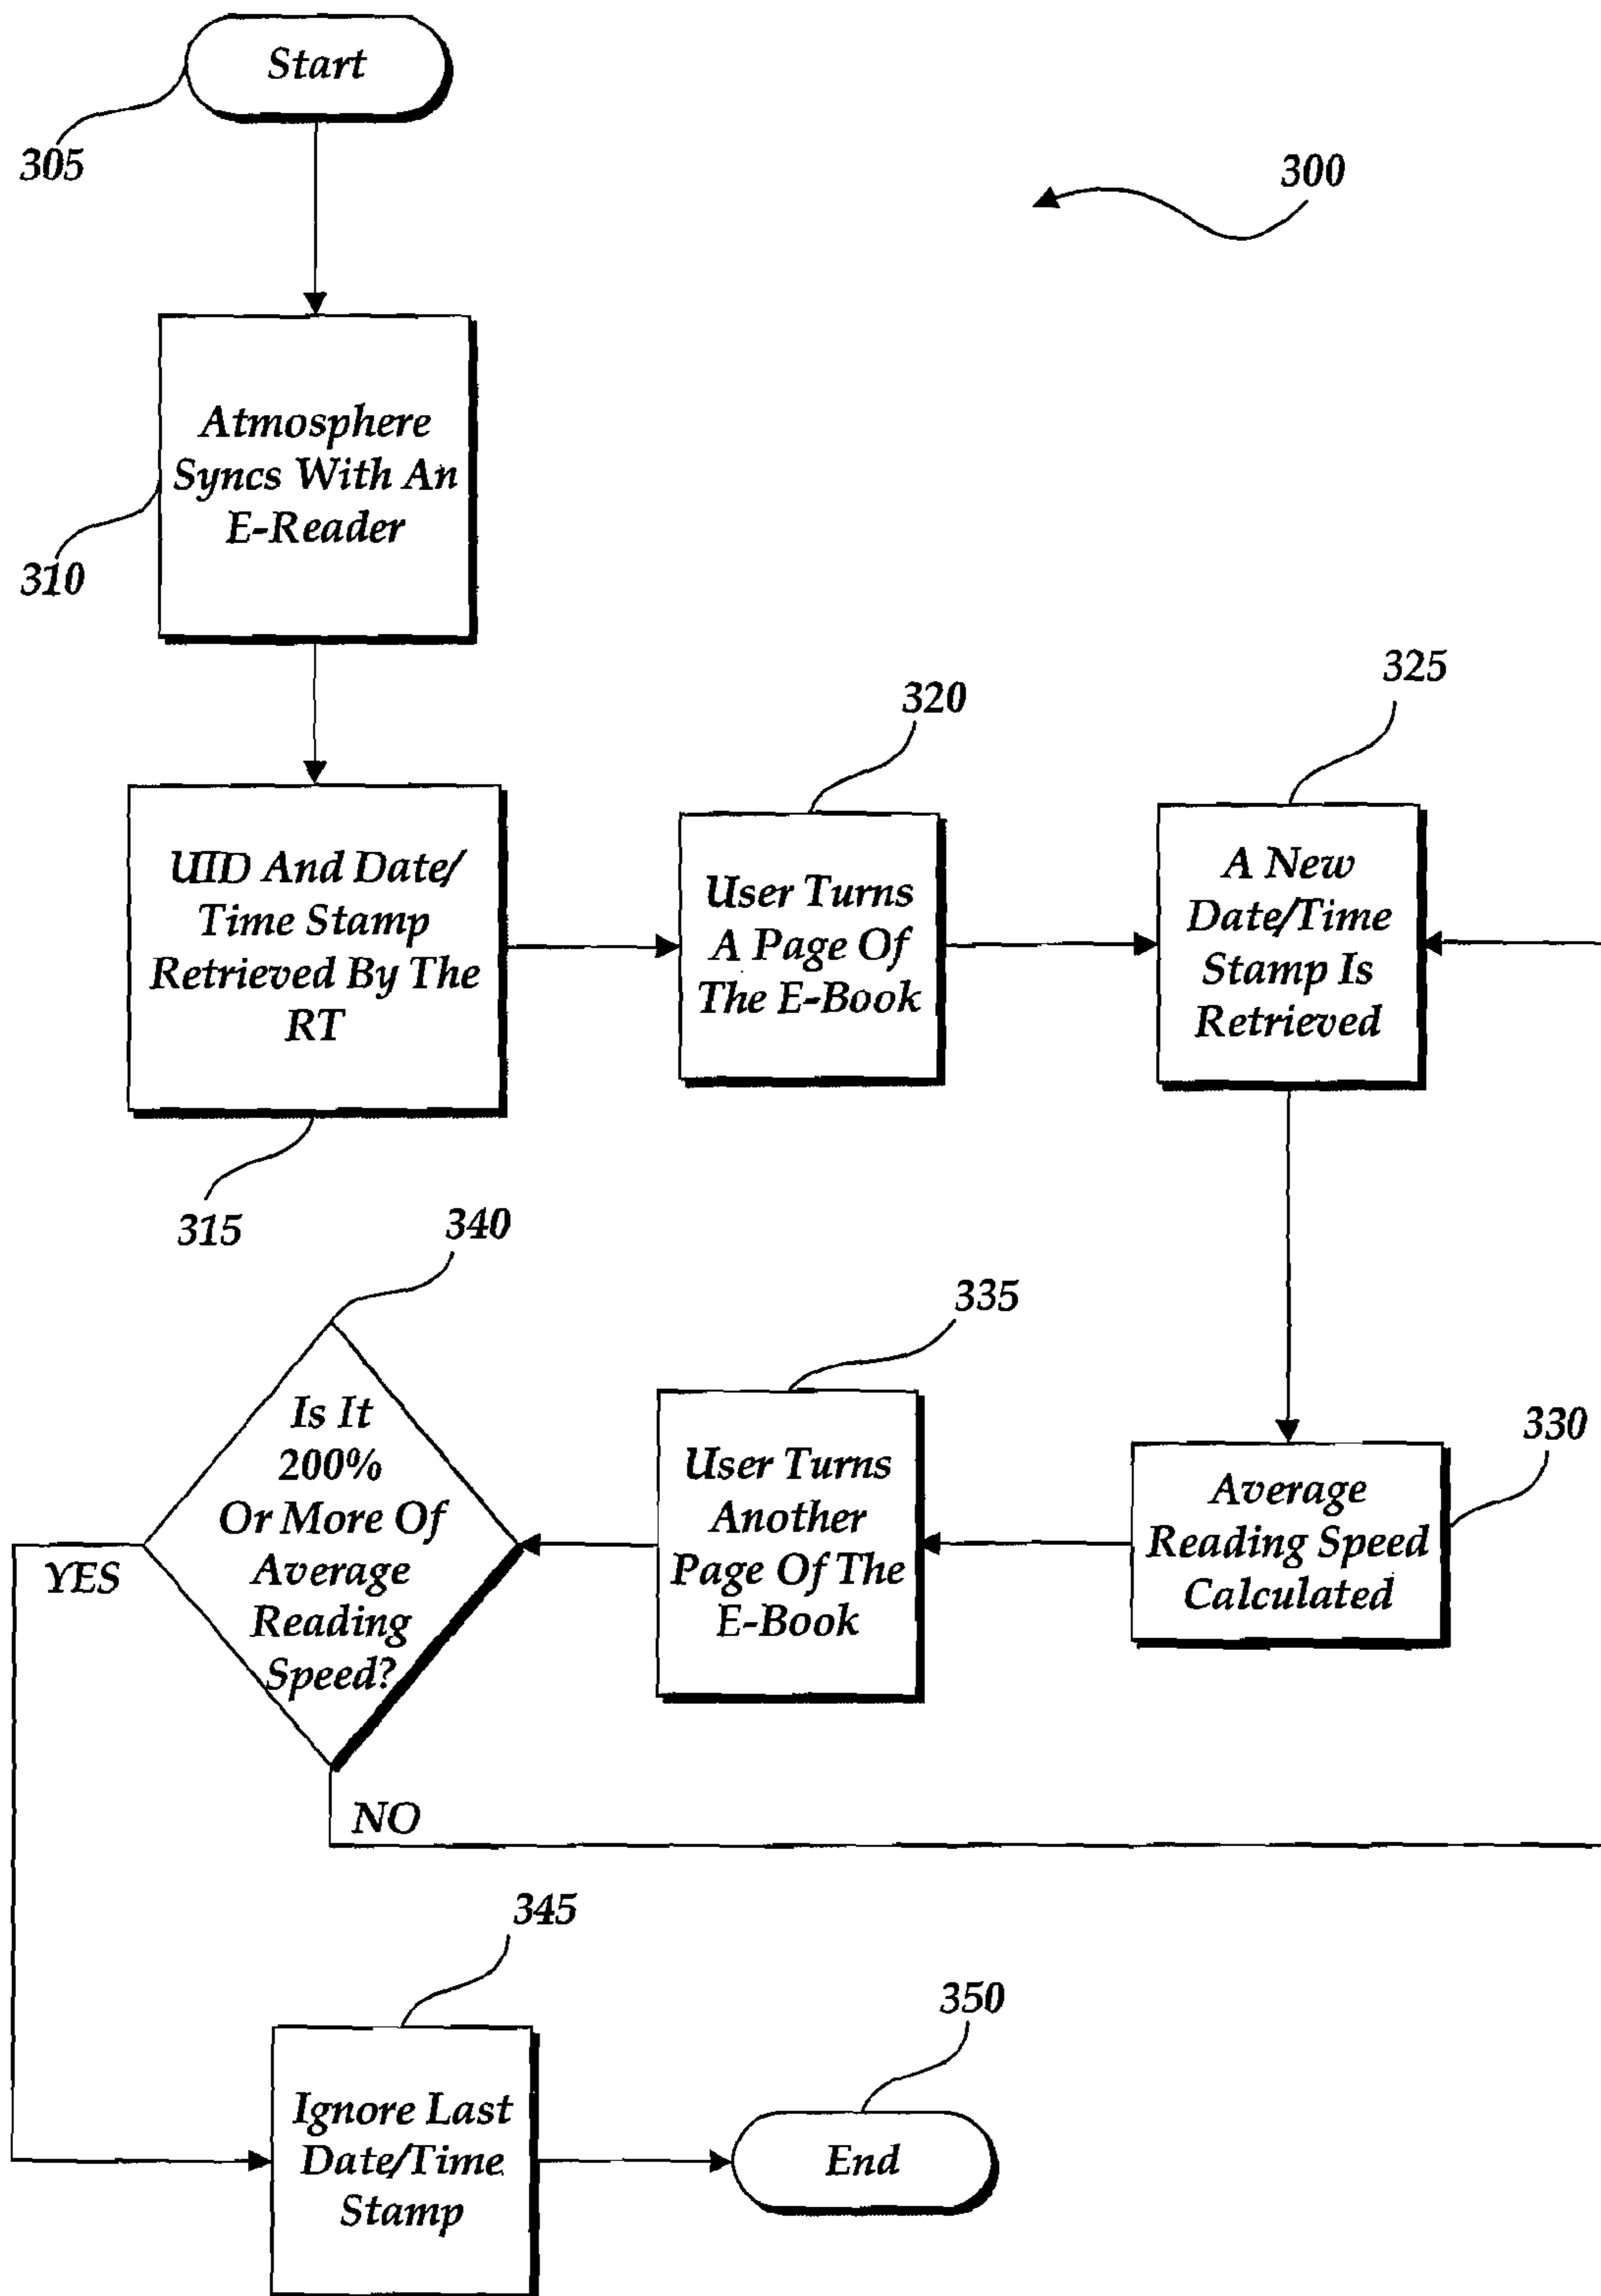 Start
305
300
Atmosphere
Syncs With An
E-Reader
310
325
320
UID And Date/
Time Stamp
Retrieved By The
RT
User Turns
A Page Of
The E-Book
A New
Date/Time
Stamp Is
Retrieved
315
340
335
Is It
200%
Or More Of
Average
Reading
Speed?
User Turns
Another
Page Of The
E-Book
330
Average
Reading Speed
Calculated
YES
NO
345
350
Ignore Last
Date/Time
Stamp
End